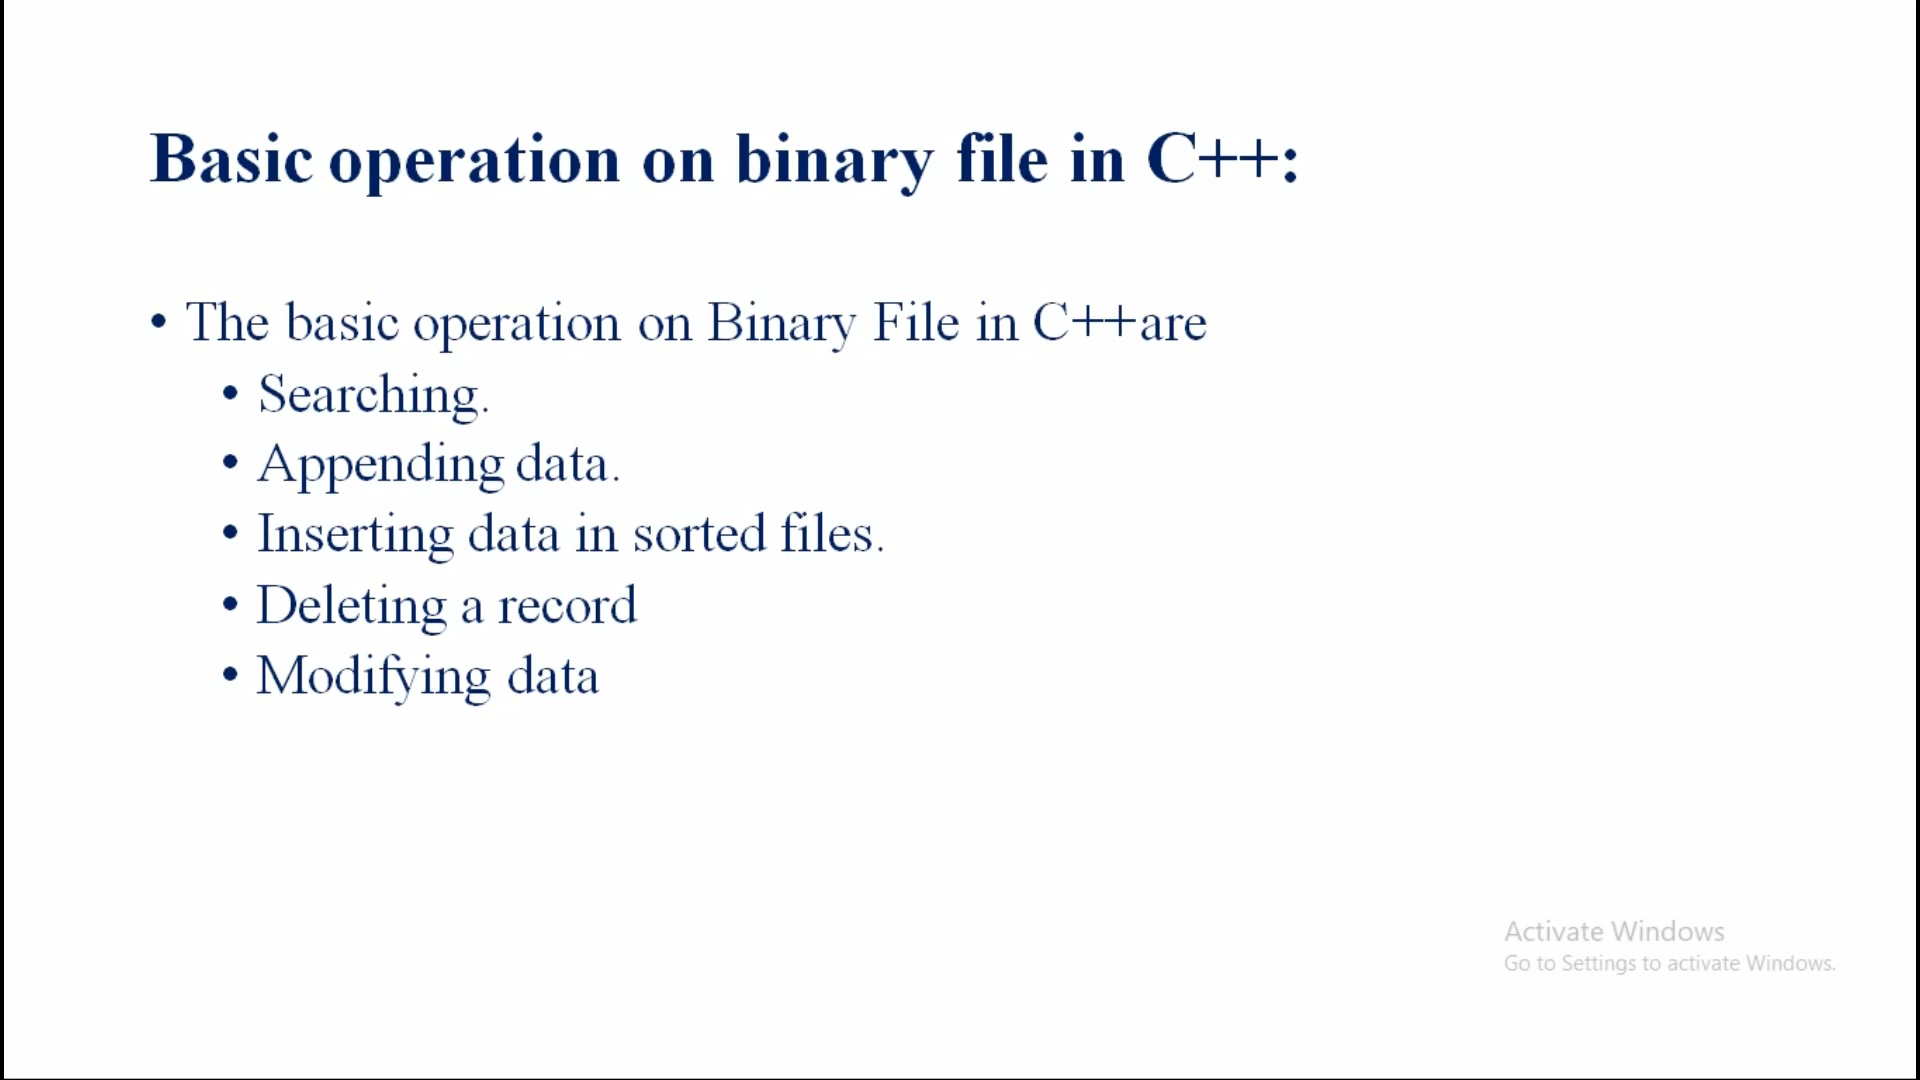 Basic operation on binary file in C++:
• The basic operation on Binary File in C++are
• Searching.
• Appending data.
• Inserting data in sorted files.
• Deleting a record
• Modifying data
Activate Windows
Go to Settings to activate Windows.